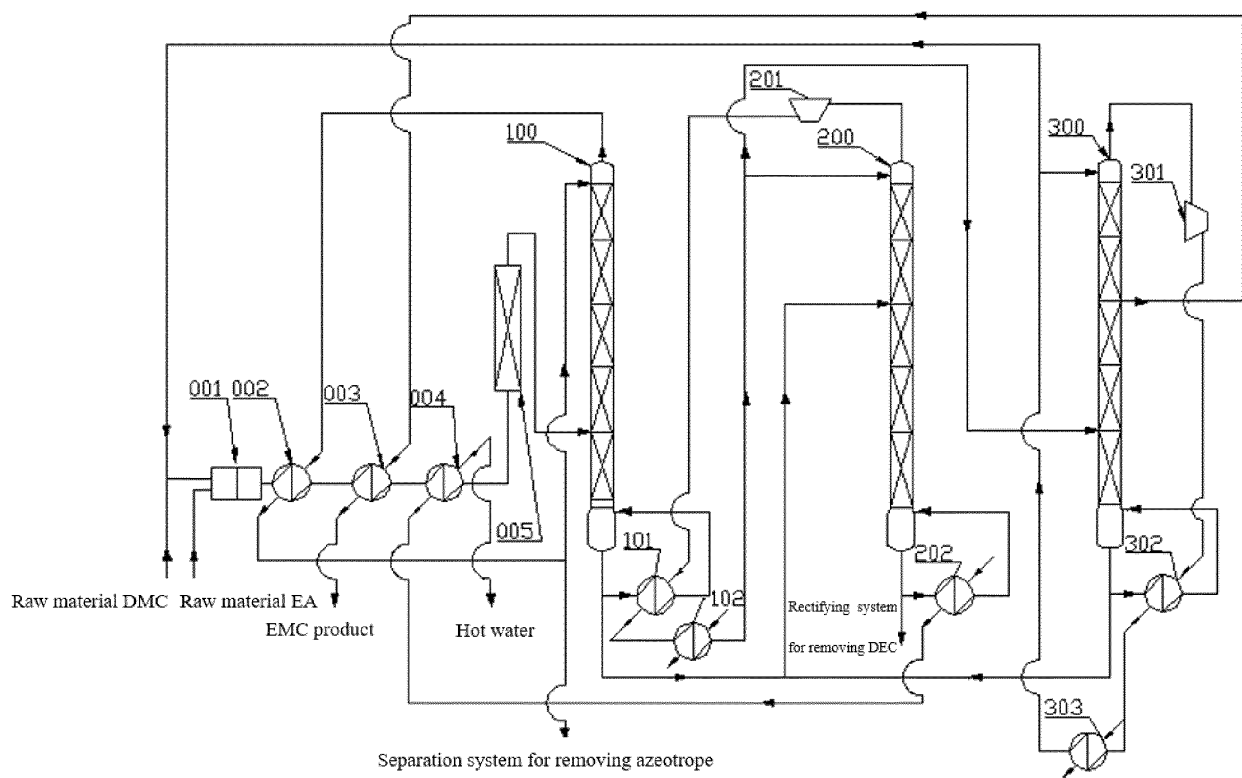 201
100
200
300
301
001 002
003
004
005
101
202
302
102
Raw material DMC
Raw material EA
Rectifying system
EMC product
Hot water
for removing DEC
303
Separation system for removing azeotrope